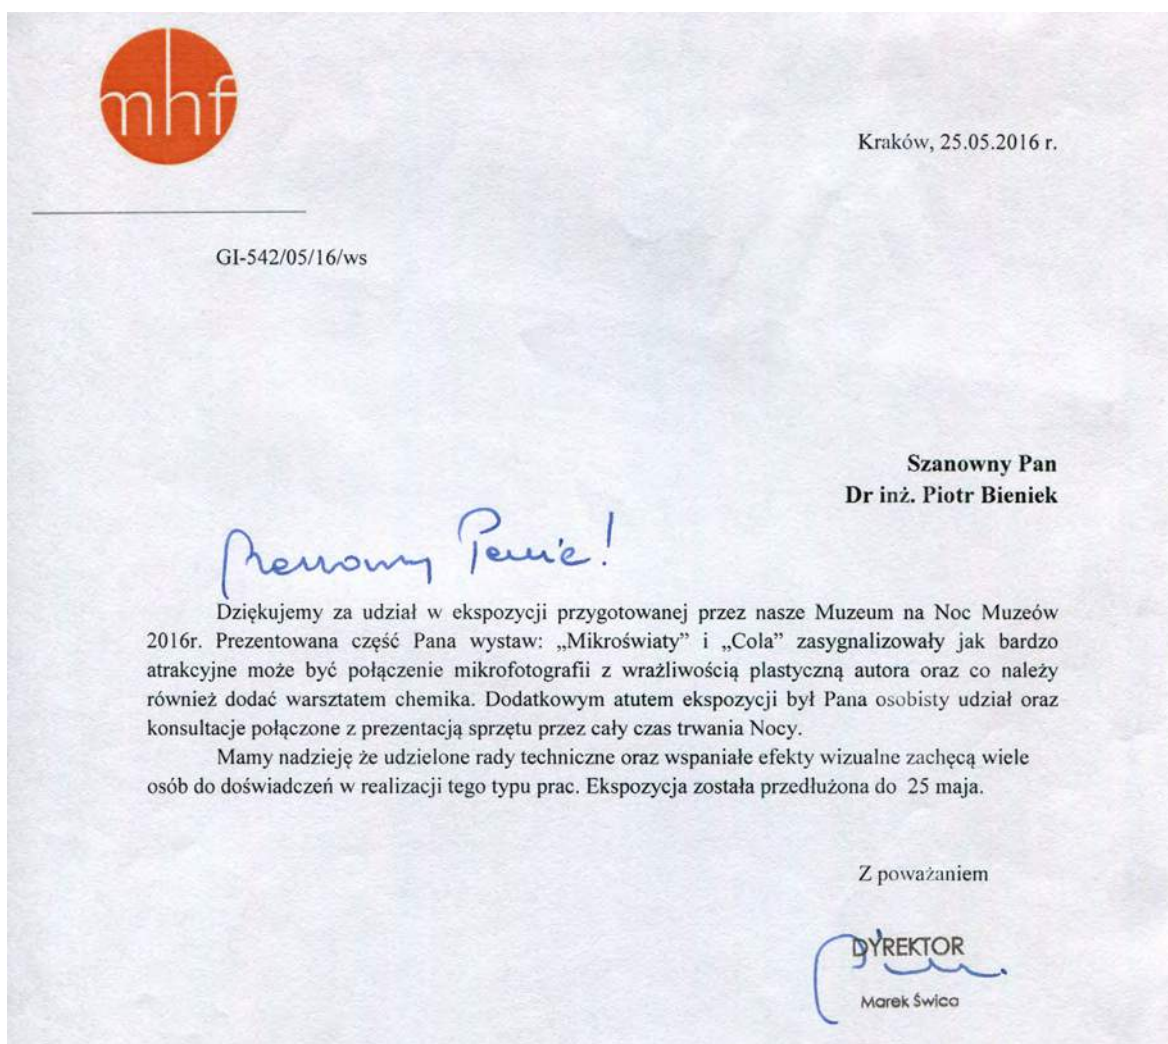 mhf
Kraków, 25.05.2016 r.
GI-542/05/16/ws
Szanowny Pan
Dr inż. Piotr Bieniek
Szanowny Panie!
Dziękujemy za udział w ekspozycji przygotowanej przez nasze Muzeum na Noc Muzeów
2016r. Prezentowana część Pana wystaw: „Mikroświaty” i „Cola” zasygnalizowały jak bardzo
atrakcyjne może być połączenie mikrofotografii z wrażliwością plastyczną autora oraz co należy
również dodać warsztatem chemika. Dodatkowym atutem ekspozycji był Pana osobisty udział oraz
konsultacje połączone z prezentacją sprzętu przez cały czas trwania Nocy.
Mamy nadzieję że udzielone rady techniczne oraz wspaniałe efekty wizualne zachęcą wiele
osób do doświadczeń w realizacji tego typu prac. Ekspozycja została przedłużona do 25 maja.
Z poważaniem
DYREKTOR
Marek Świca